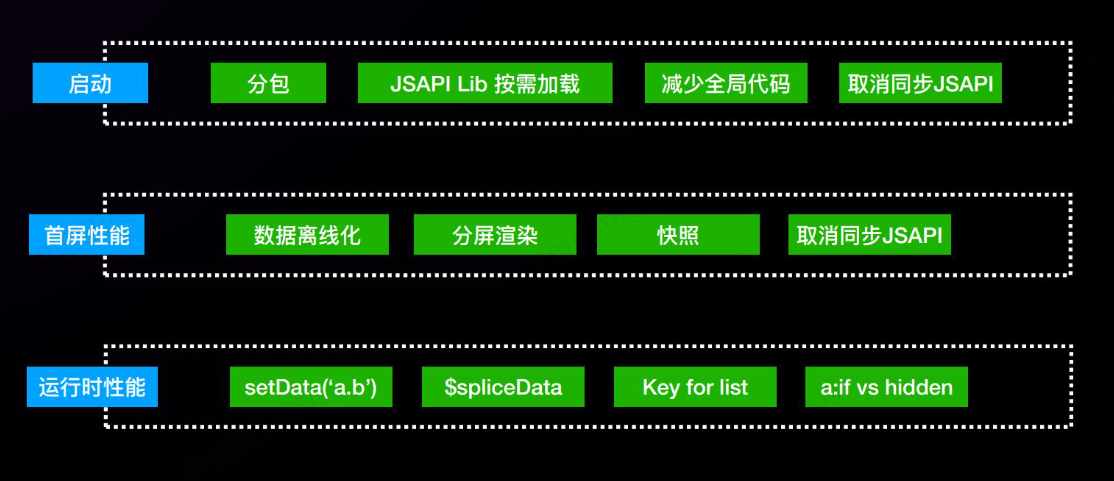 启动
分包
JSAPI Lib 按需加载
减少全局代码
取消同步JSAPI
首屏性能
数据离线化
分屏渲染
快照
取消同步JSAPI
运行时性能
setData(‘a.b’)
$spliceData
Key for list
a:if vs hidden